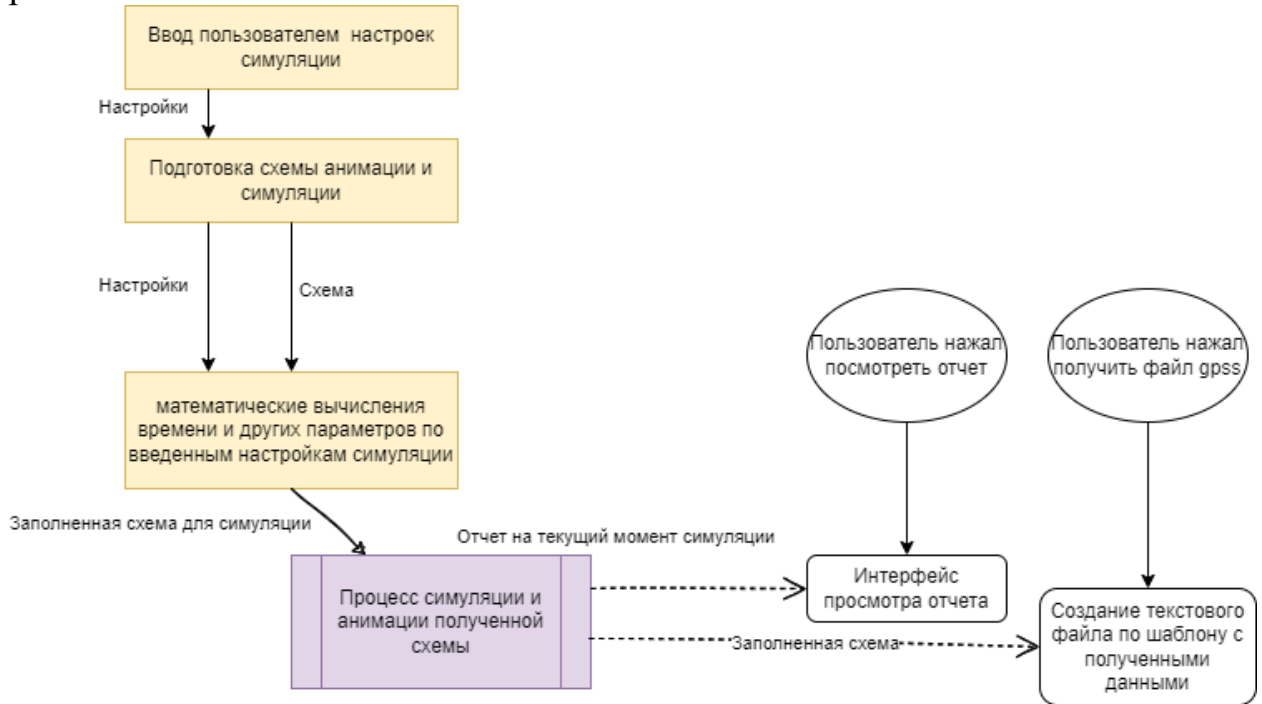 Ввод пользователем настроек
симуляции
Настройки
Подготовка схемы анимации и
симуляции
Настройки
Схема
Пользователь нажал
посмотреть отчет
Пользователь нажал
получить файл gpss
математические вычисления
времени и других параметров по
введенным настройкам симуляции
Заполненная схема для симуляции
Отчет на текущий момент симуляции
Процесс симуляции и
анимации полученной
схемы
Интерфейс
просмотра отчета
Заполненная схема
Создание текстового
файла по шаблону с
полученными
данными